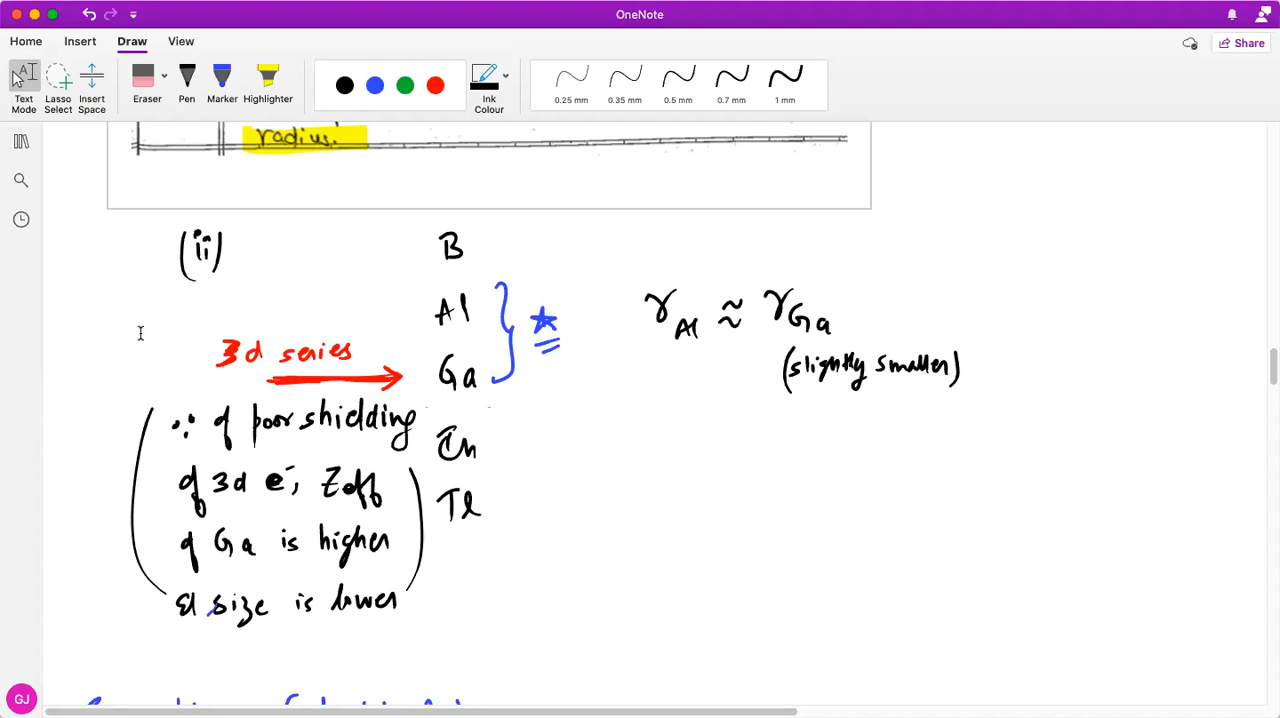 OneNote
Home Insert Draw View
Share
Text Mode
Lasso Select
Insert Space
Eraser
Pen
Marker
Highlighter
Ink Colour
0.25 mm
0.35 mm
0.5 mm
0.7 mm
1 mm
radius.
(ii)
B
Al
Ga
In
Tl
★
3d series
∵ of poor shielding
of 3d e⁻, Zeff
of Ga is higher
& size is lower
r_Al ≈ r_Ga
(slightly smaller)
GJ